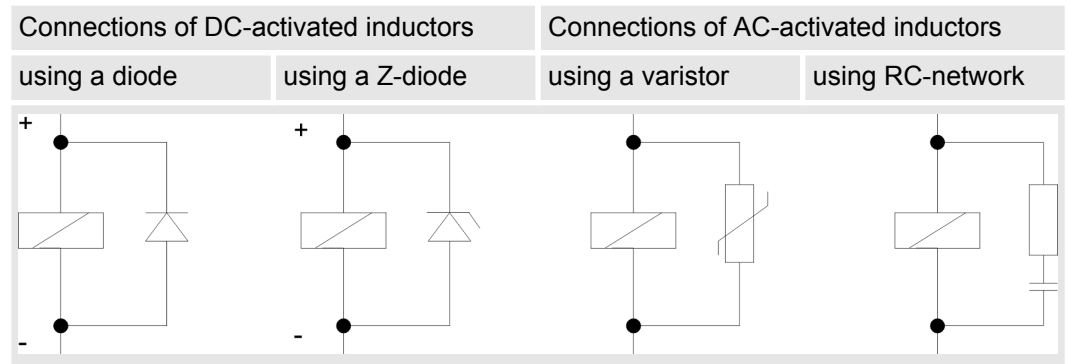 Connections of DC-activated inductors Connections of AC-activated inductors
using a diode using a Z-diode using a varistor using RC-network
+ +
- -